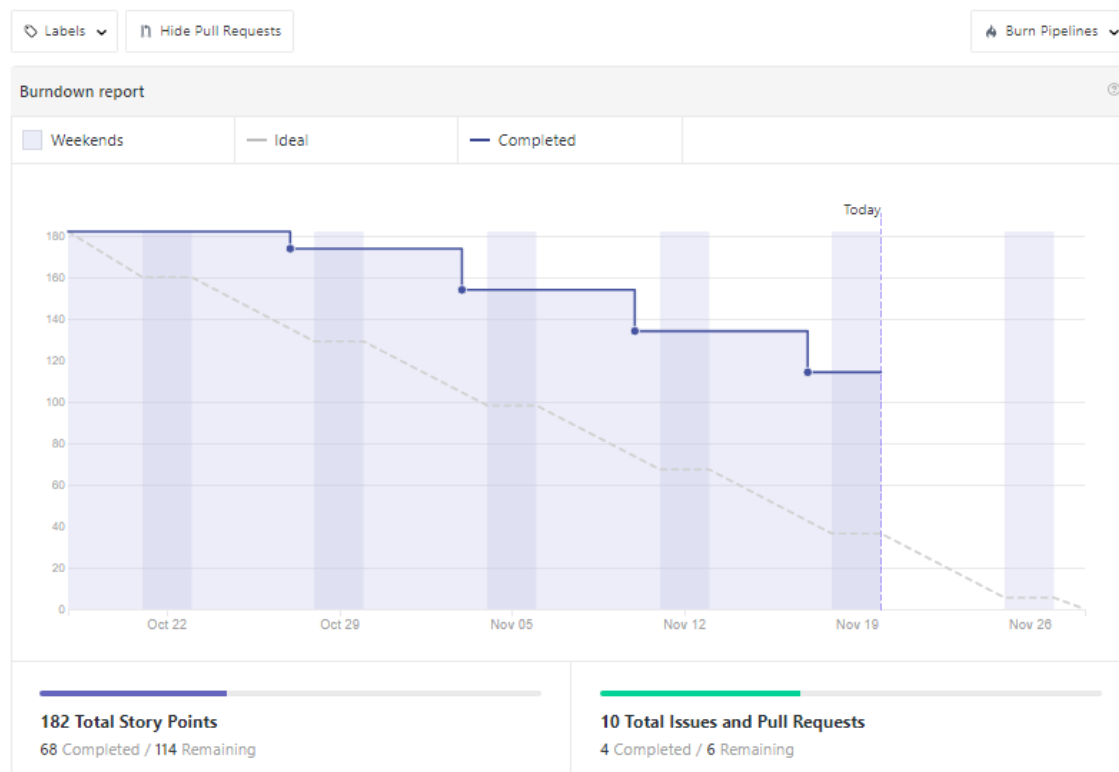 Labels
Hide Pull Requests
Burn Pipelines
Burndown report
Weekends
Ideal
Completed
Today
180
160
140
120
100
80
60
40
20
0
Oct 22
Oct 29
Nov 05
Nov 12
Nov 19
Nov 26
182 Total Story Points
68 Completed / 114 Remaining
10 Total Issues and Pull Requests
4 Completed / 6 Remaining